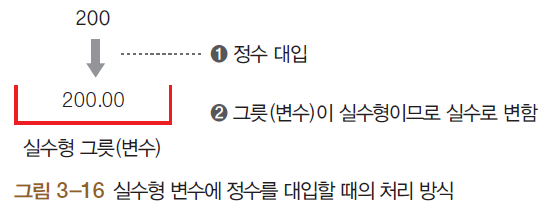 200
❶ 정수 대입
200.00
❷ 그릇(변수)이 실수형이므로 실수로 변함
실수형 그릇(변수)
그림 3-16 실수형 변수에 정수를 대입할 때의 처리 방식